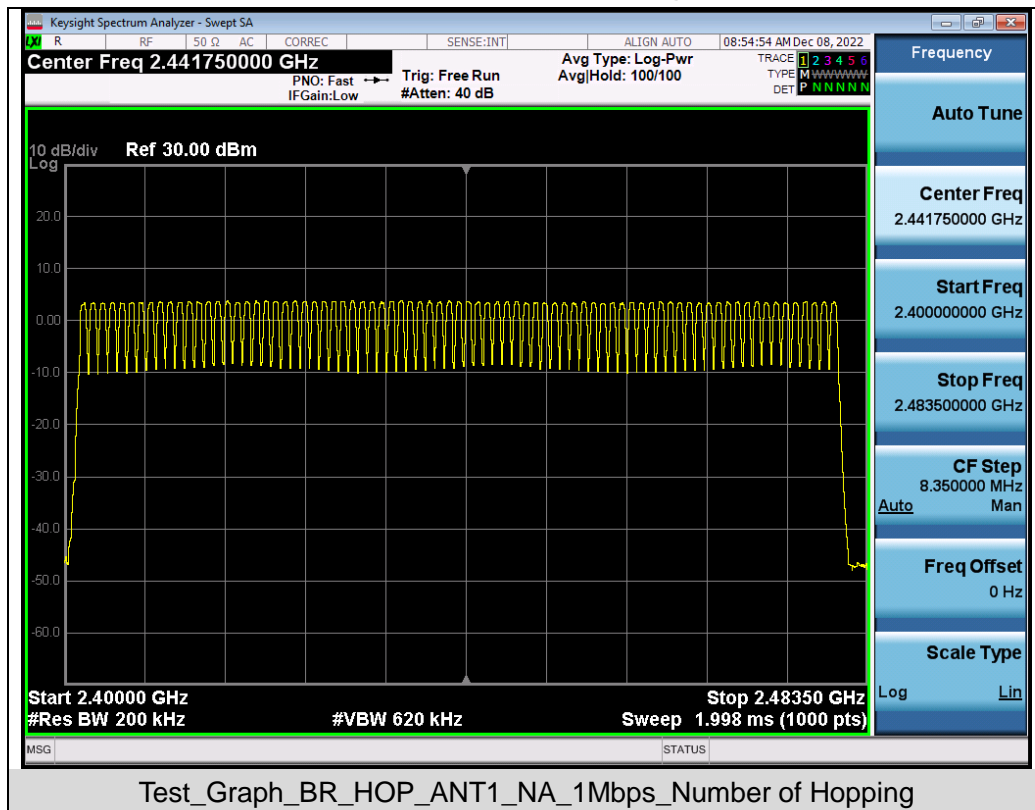 Keysight Spectrum Analyzer - Swept SA
LXI R RF 50 Ω AC CORREC SENSE:INT ALIGN AUTO 08:54:54 AM Dec 08, 2022
Center Freq 2.441750000 GHz
PNO: Fast
IFGain:Low
Trig: Free Run
#Atten: 40 dB
Avg Type: Log-Pwr
Avg|Hold: 100/100
TRACE 1 2 3 4 5 6
TYPE M WWWWW
DET P N N N N N
10 dB/div Ref 30.00 dBm
Log
20.0
10.0
0.00
-10.0
-20.0
-30.0
-40.0
-50.0
-60.0
Start 2.40000 GHz Stop 2.48350 GHz
#Res BW 200 kHz #VBW 620 kHz Sweep 1.998 ms (1000 pts)
MSG STATUS
Frequency
Auto Tune
Center Freq
2.441750000 GHz
Start Freq
2.400000000 GHz
Stop Freq
2.483500000 GHz
CF Step
8.350000 MHz
Auto Man
Freq Offset
0 Hz
Scale Type
Log Lin
Test_Graph_BR_HOP_ANT1_NA_1Mbps_Number of Hopping